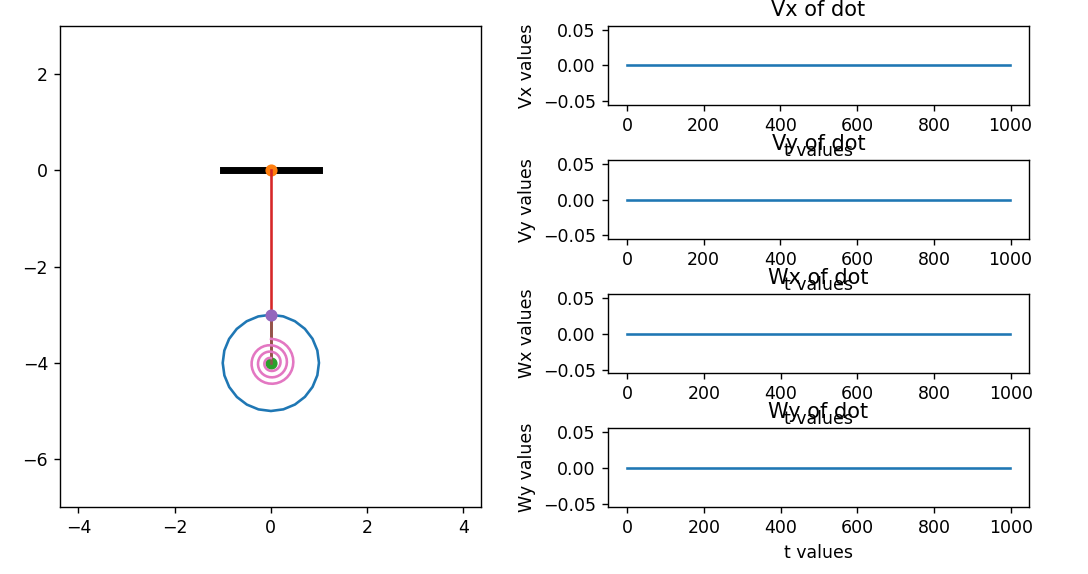 2
0
−2
−4
−6
−4 −2 0 2 4
Vx of dot
Vx values
0.05
0.00
−0.05
0 200 400 600 800 1000
t values
Vy of dot
Vy values
0.05
0.00
−0.05
0 200 400 600 800 1000
t values
Wx of dot
Wx values
0.05
0.00
−0.05
0 200 400 600 800 1000
t values
Wy of dot
Wy values
0.05
0.00
−0.05
0 200 400 600 800 1000
t values